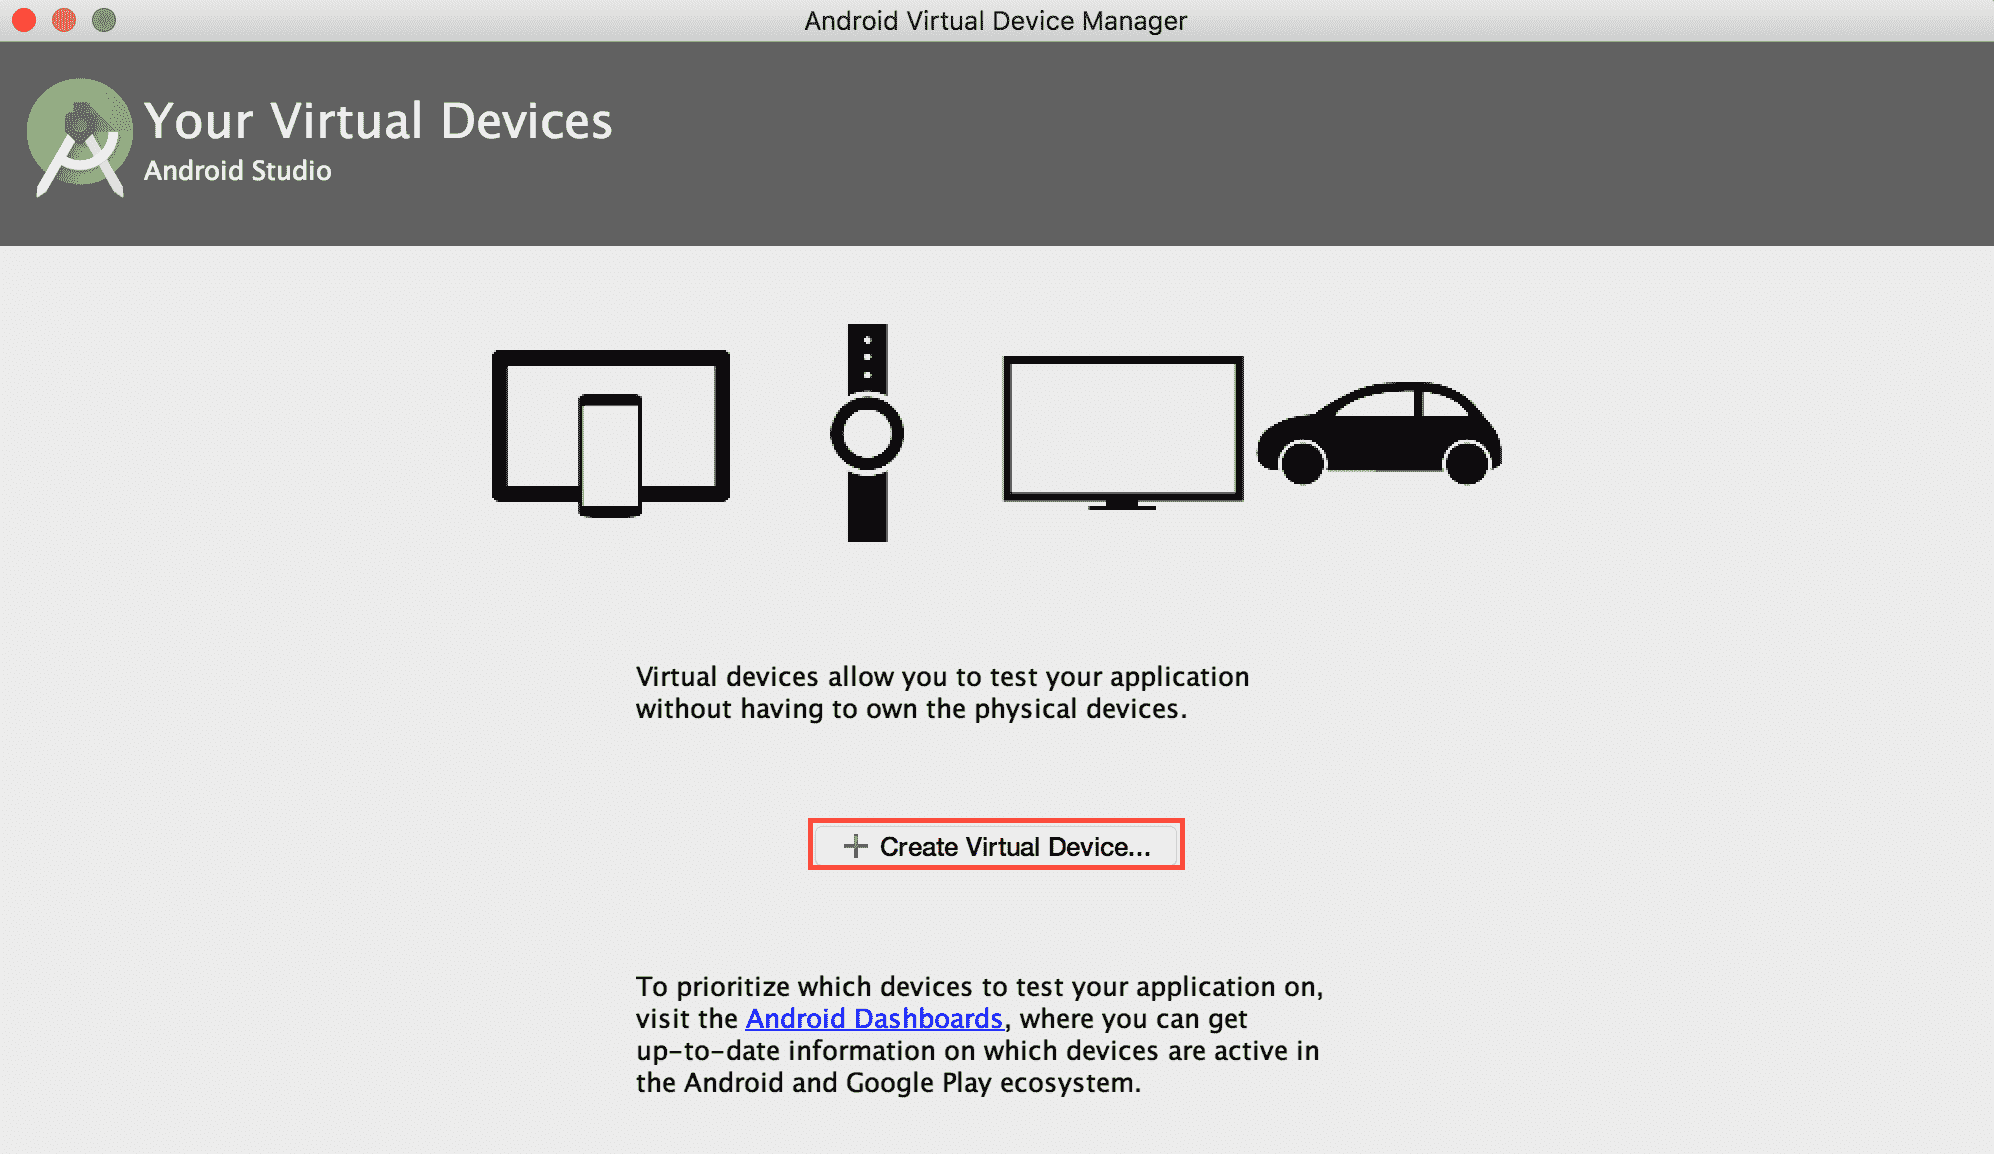 Android Virtual Device Manager
Your Virtual Devices
Android Studio
Virtual devices allow you to test your application
without having to own the physical devices.
Create Virtual Device...
To prioritize which devices to test your application on,
visit the Android Dashboards, where you can get
up-to-date information on which devices are active in
the Android and Google Play ecosystem.